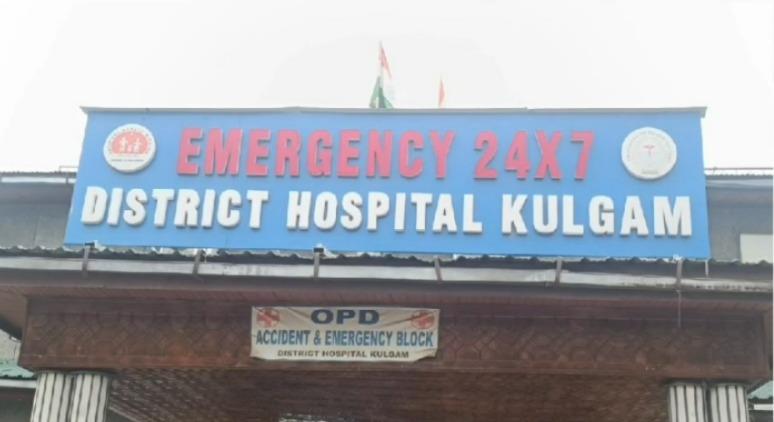 EMERGENCY 24X7
DISTRICT HOSPITAL KULGAM
OPD
ACCIDENT & EMERGENCY BLOCK
DISTRICT HOSPITAL KULGAM